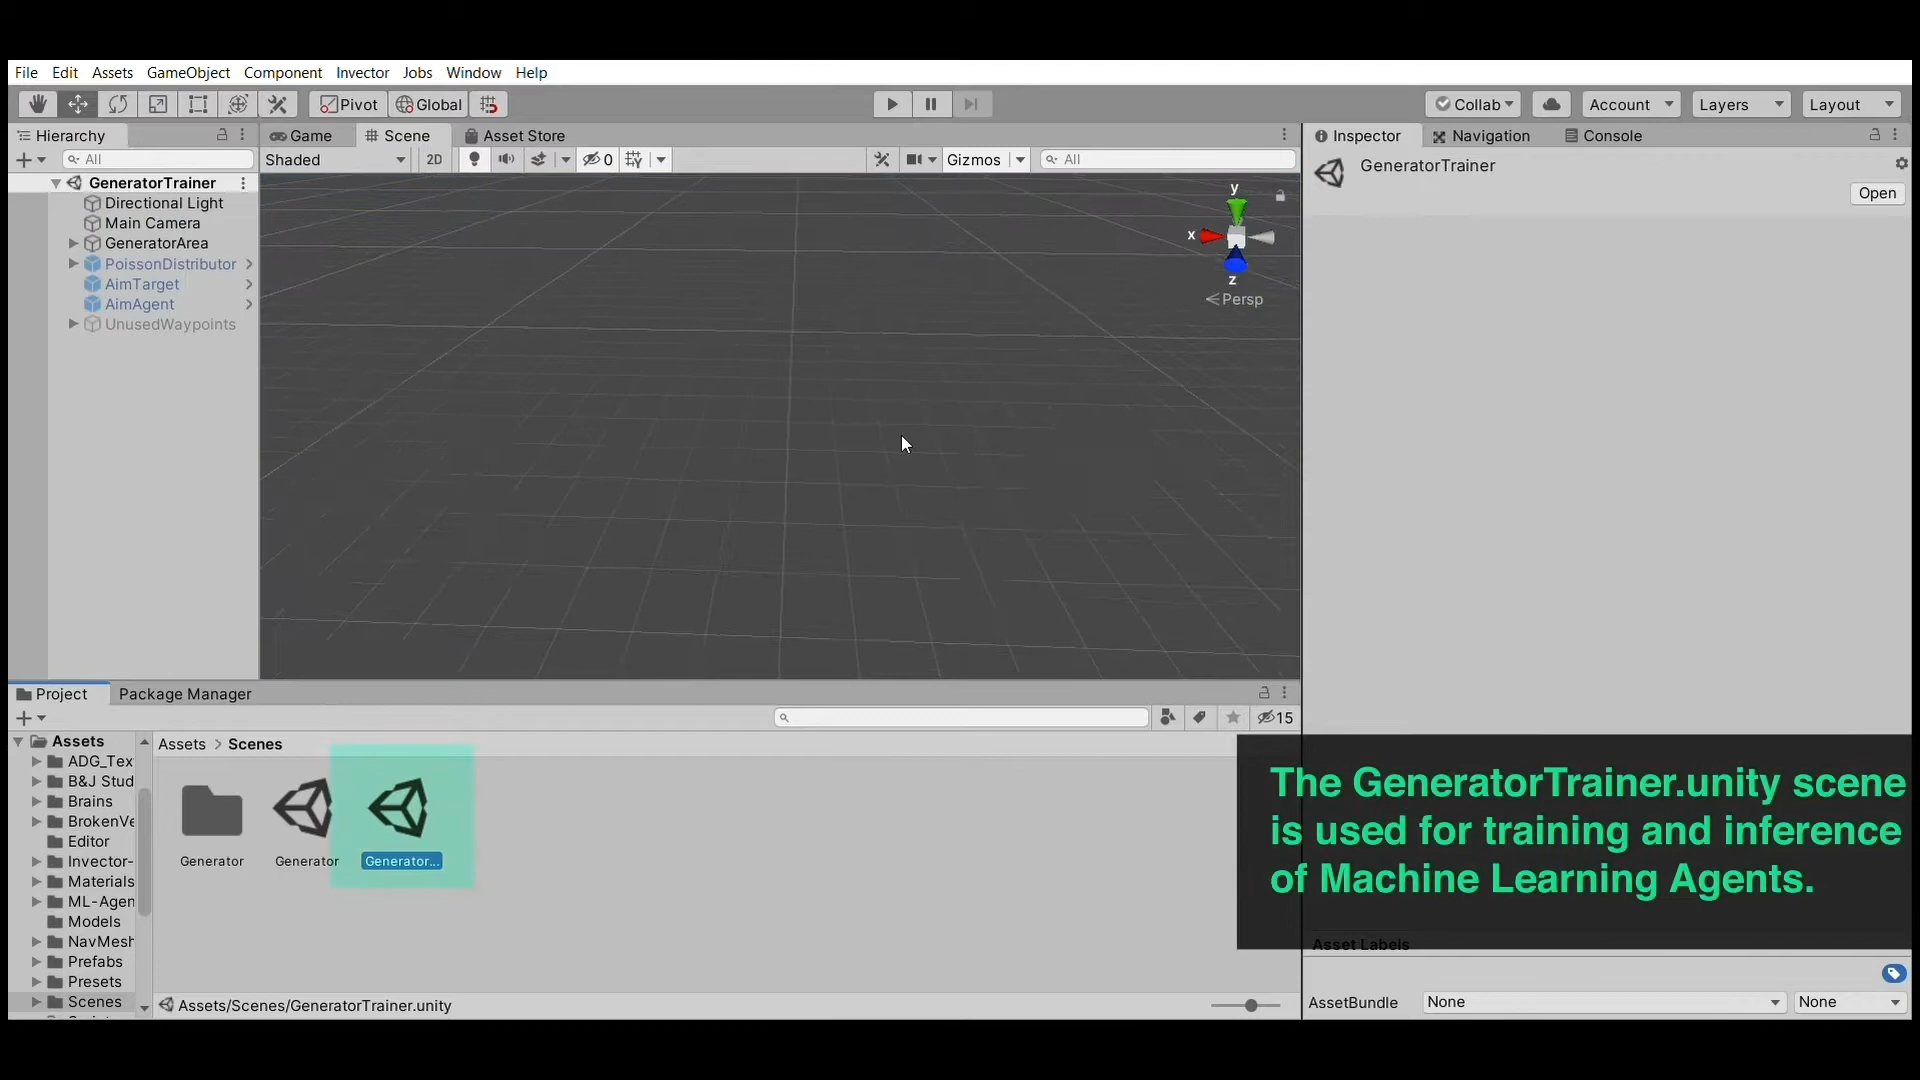 File Edit Assets GameObject Component Invector Jobs Window Help
Pivot Global Collab Account Layers Layout
Hierarchy Game Scene Asset Store Inspector Navigation Console
All Shaded 2D 0 Gizmos All
GeneratorTrainer
Open
GeneratorTrainer
Directional Light
Main Camera
GeneratorArea
PoissonDistributor
AimTarget
AimAgent
UnusedWaypoints
y
x
z
Persp
Project Package Manager
15
Assets
ADG_Tex
B&J Stud
Brains
BrokenVe
Editor
Invector-
Materials
ML-Agen
Models
NavMesh
Prefabs
Presets
Scenes
Assets > Scenes
Generator Generator Generator...
Assets/Scenes/GeneratorTrainer.unity
The GeneratorTrainer.unity scene
is used for training and inference
of Machine Learning Agents.
Asset Labels
AssetBundle None None